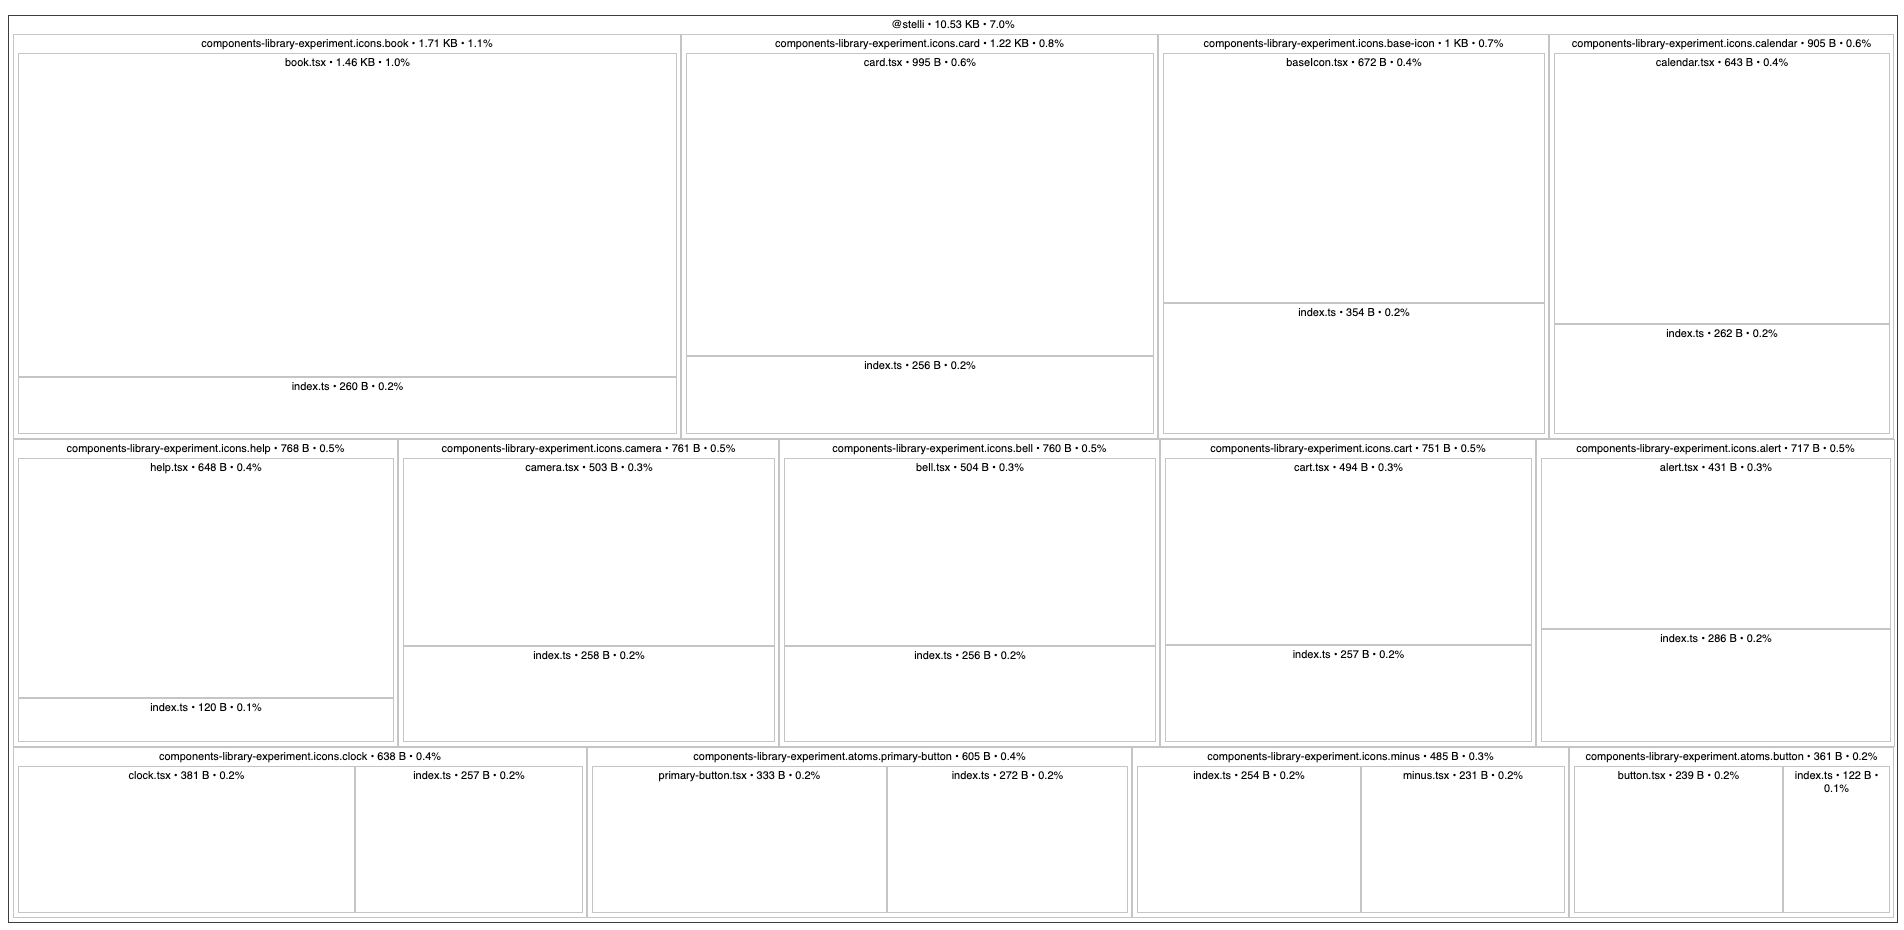 @stelli • 10.53 KB • 7.0%
components-library-experiment.icons.book • 1.71 KB • 1.1%
book.tsx • 1.46 KB • 1.0%
index.ts • 260 B • 0.2%
components-library-experiment.icons.card • 1.22 KB • 0.8%
card.tsx • 995 B • 0.6%
index.ts • 256 B • 0.2%
components-library-experiment.icons.base-icon • 1 KB • 0.7%
baseIcon.tsx • 672 B • 0.4%
index.ts • 354 B • 0.2%
components-library-experiment.icons.calendar • 905 B • 0.6%
calendar.tsx • 643 B • 0.4%
index.ts • 262 B • 0.2%
components-library-experiment.icons.help • 768 B • 0.5%
help.tsx • 648 B • 0.4%
index.ts • 120 B • 0.1%
components-library-experiment.icons.camera • 761 B • 0.5%
camera.tsx • 503 B • 0.3%
index.ts • 258 B • 0.2%
components-library-experiment.icons.bell • 760 B • 0.5%
bell.tsx • 504 B • 0.3%
index.ts • 256 B • 0.2%
components-library-experiment.icons.cart • 751 B • 0.5%
cart.tsx • 494 B • 0.3%
index.ts • 257 B • 0.2%
components-library-experiment.icons.alert • 717 B • 0.5%
alert.tsx • 431 B • 0.3%
index.ts • 286 B • 0.2%
components-library-experiment.icons.clock • 638 B • 0.4%
clock.tsx • 381 B • 0.2%
index.ts • 257 B • 0.2%
components-library-experiment.atoms.primary-button • 605 B • 0.4%
primary-button.tsx • 333 B • 0.2%
index.ts • 272 B • 0.2%
components-library-experiment.icons.minus • 485 B • 0.3%
index.ts • 254 B • 0.2%
minus.tsx • 231 B • 0.2%
components-library-experiment.atoms.button • 361 B • 0.2%
button.tsx • 239 B • 0.2%
index.ts • 122 B •
0.1%